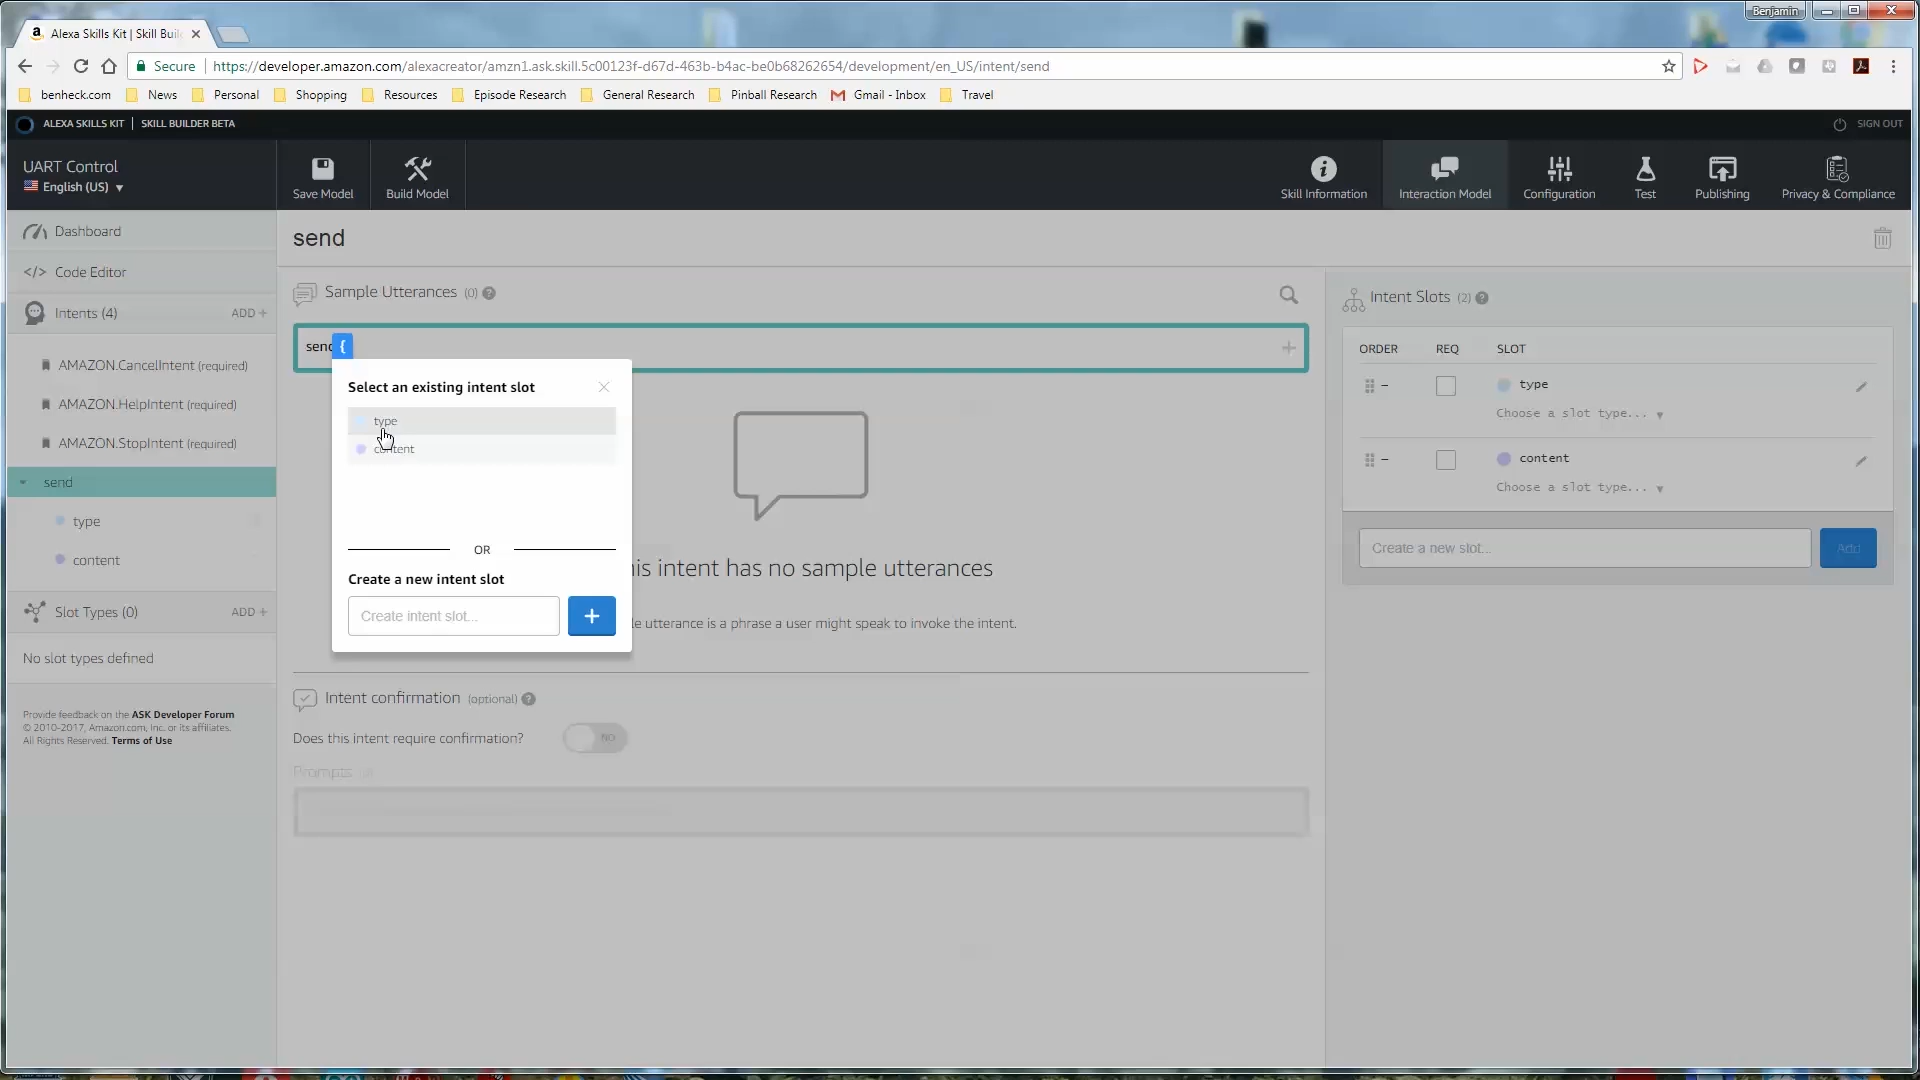 Benjamin
Alexa Skills Kit | Skill Buil
Secure
https://developer.amazon.com/alexacreator/amzn1.ask.skill.5c00123f-d67d-463b-b4ac-be0b68262654/development/en_US/intent/send
benheck.com News Personal Shopping Resources Episode Research General Research Pinball Research Gmail - Inbox Travel
ALEXA SKILLS KIT | SKILL BUILDER BETA
SIGN OUT
UART Control
English (US)
Save Model
Build Model
Skill Information
Interaction Model
Configuration
Test
Publishing
Privacy & Compliance
Dashboard
Code Editor
Intents (4)
ADD +
AMAZON.CancelIntent (required)
AMAZON.HelpIntent (required)
AMAZON.StopIntent (required)
send
type
content
Slot Types (0)
ADD +
No slot types defined
Provide feedback on the ASK Developer Forum
© 2010-2017, Amazon.com, Inc. or its affiliates.
All Rights Reserved. Terms of Use
send
Sample Utterances (0)
send {
Select an existing intent slot
type
content
OR
Create a new intent slot
Create intent slot...
+
his intent has no sample utterances
le utterance is a phrase a user might speak to invoke the intent.
Intent confirmation (optional)
Does this intent require confirmation?
NO
Prompts
Intent Slots (2)
ORDER REQ SLOT
type
Choose a slot type...
content
Choose a slot type...
Create a new slot...
Add